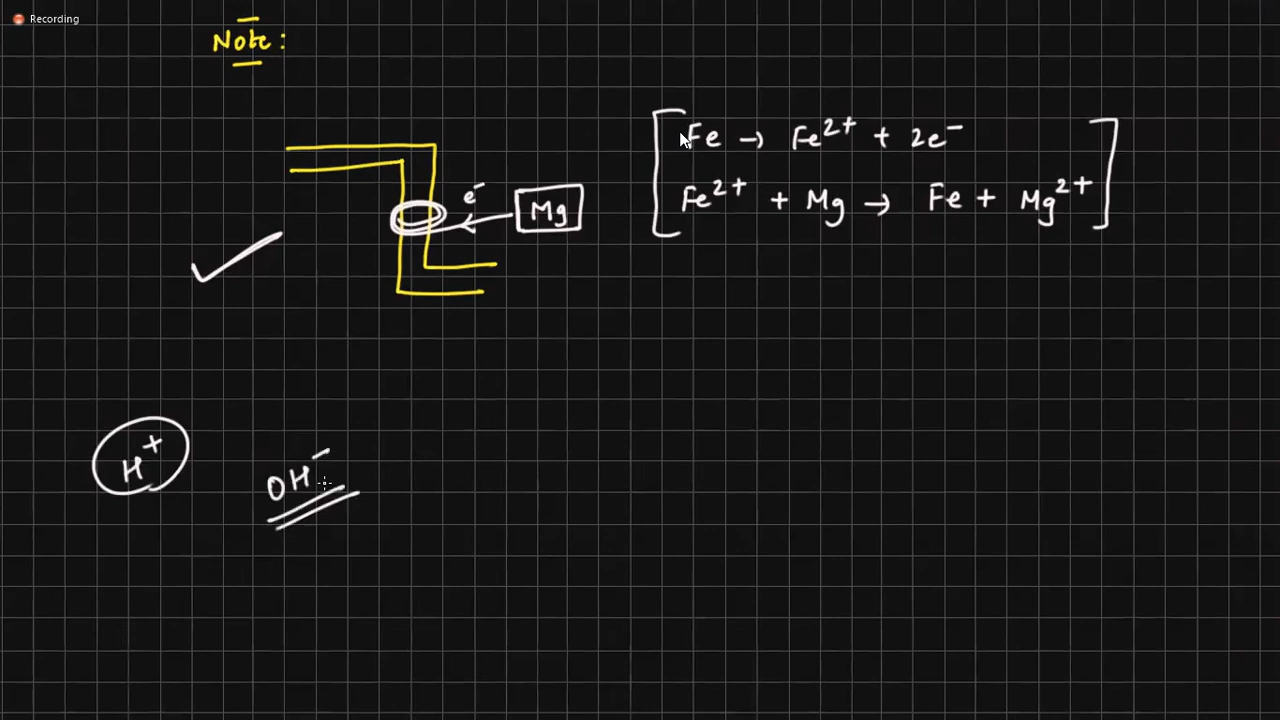 Recording
Note:
Fe → Fe²⁺ + 2e⁻
e⁻
Mg
Fe²⁺ + Mg → Fe + Mg²⁺
H⁺
OH⁻